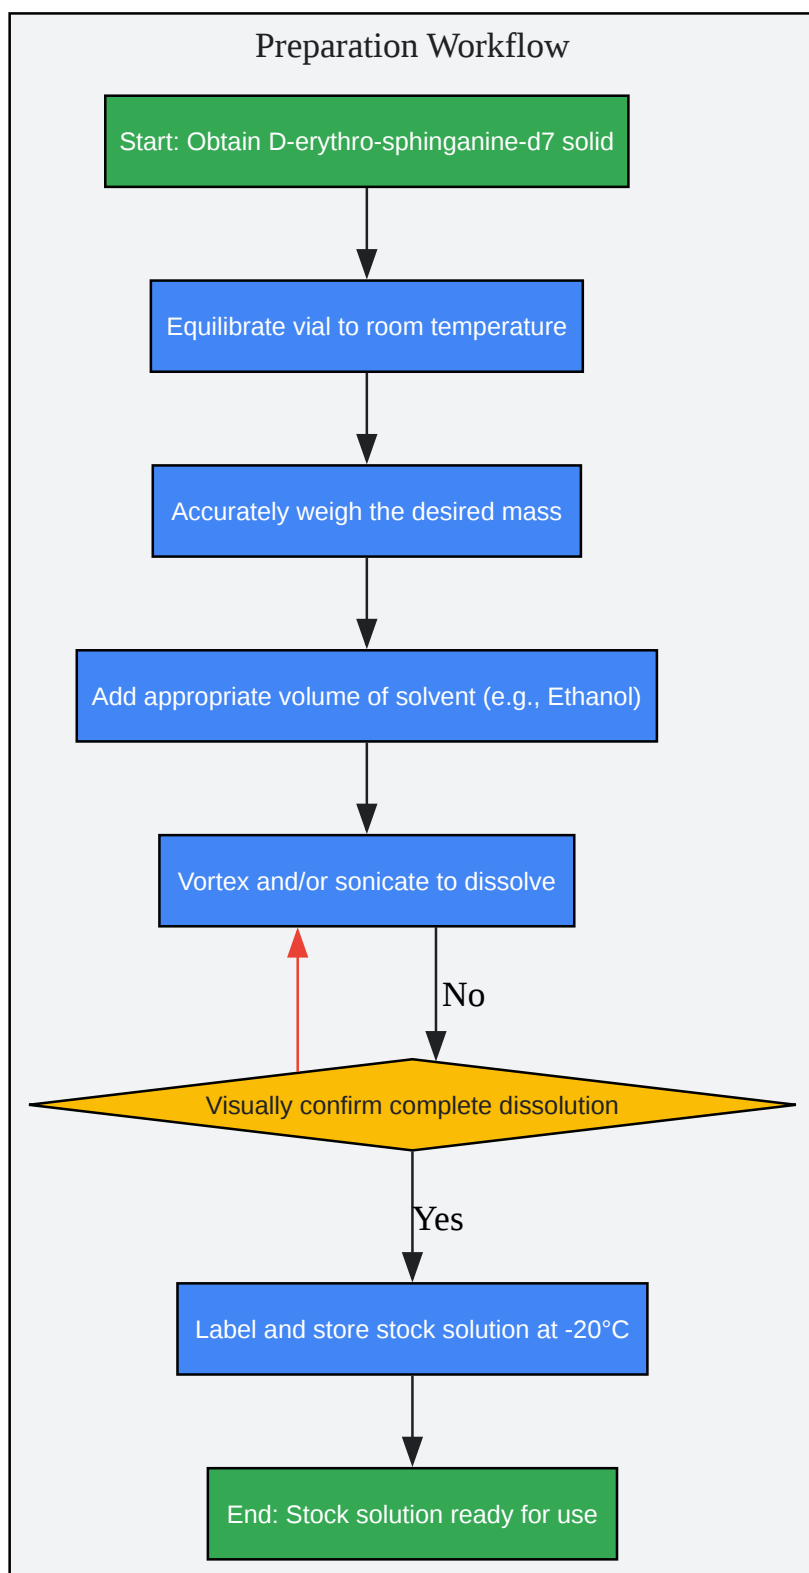 Preparation Workflow
Start: Obtain D-erythro-sphinganine-d7 solid
Equilibrate vial to room temperature
Accurately weigh the desired mass
Add appropriate volume of solvent (e.g., Ethanol)
Vortex and/or sonicate to dissolve
No
Visually confirm complete dissolution
Yes
Label and store stock solution at -20°C
End: Stock solution ready for use